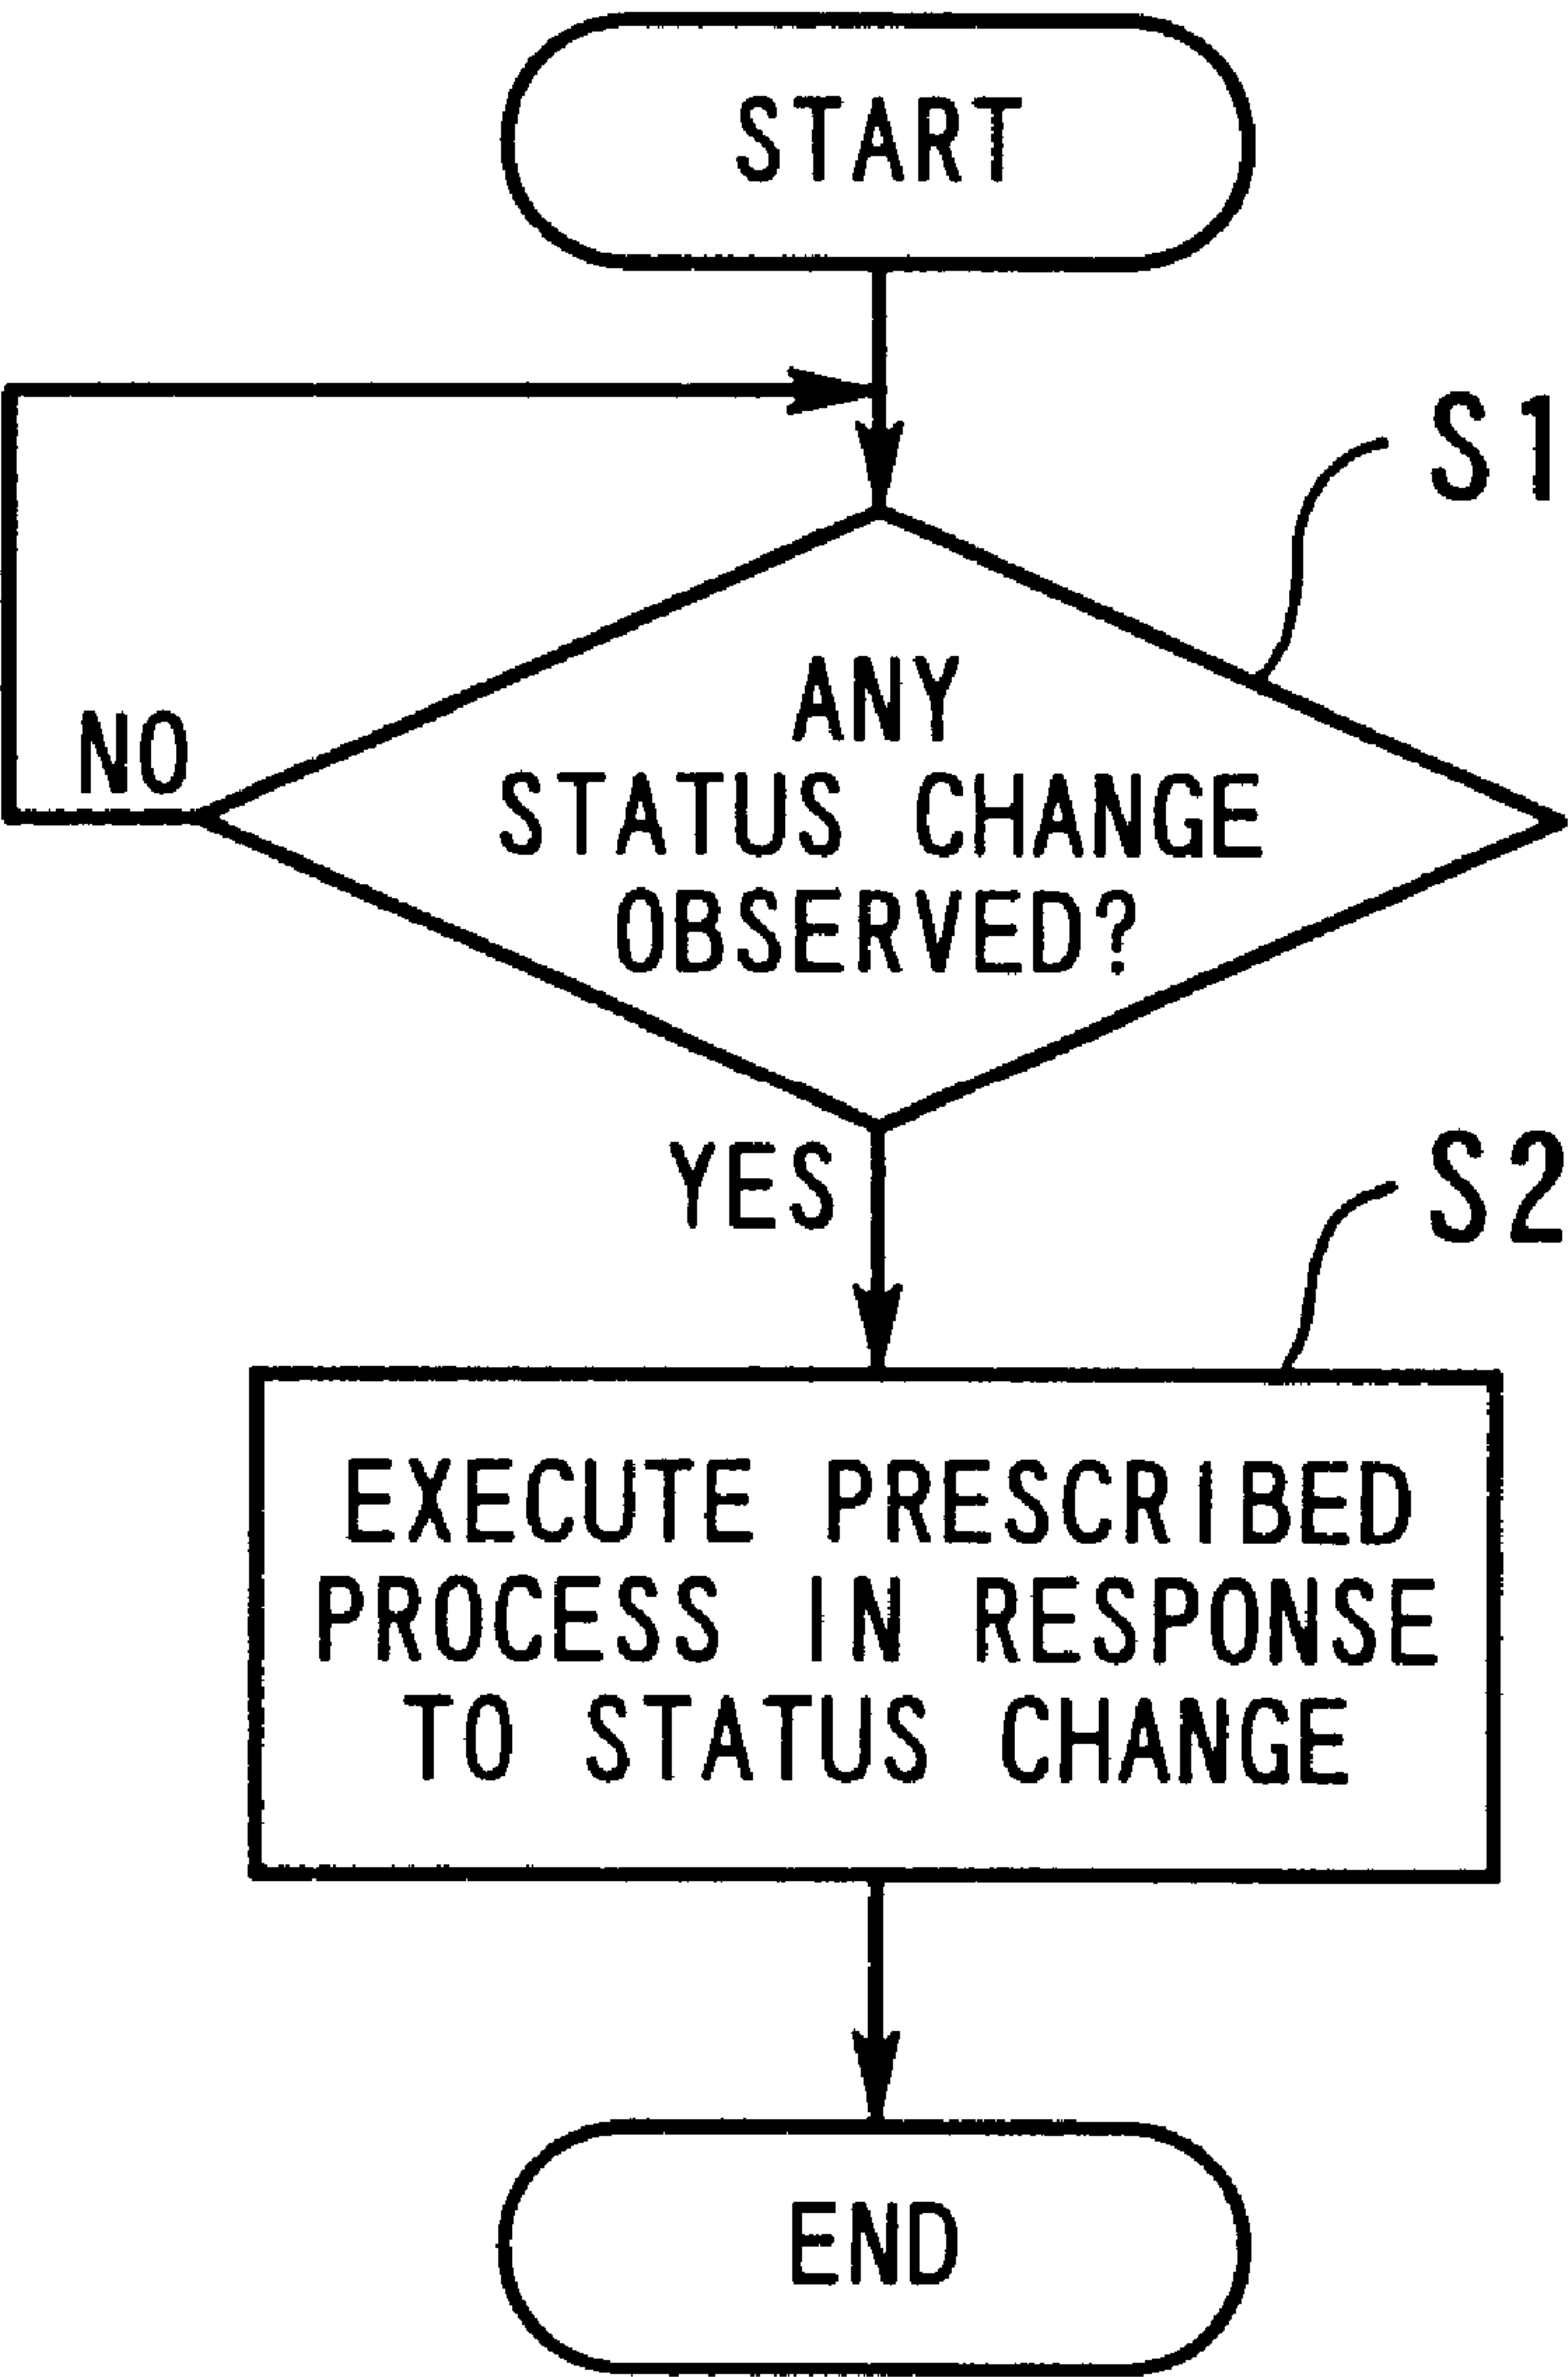 START
S1
ANY
STATUS CHANGE
OBSERVED?
NO
YES
S2
EXECUTE PRESCRIBED
PROCESS IN RESPONSE
TO STATUS CHANGE
END